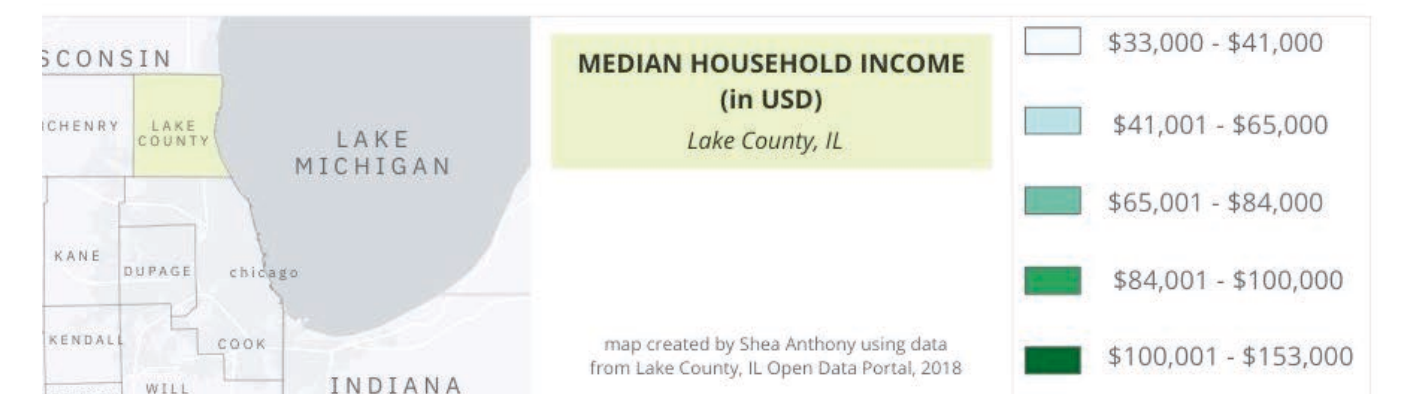 SCONSIN
CHENRY
LAKE
COUNTY
LAKE
MICHIGAN
KANE
DUPAGE
chicago
KENDALL
COOK
WILL
INDIANA
MEDIAN HOUSEHOLD INCOME
(in USD)
Lake County, IL
map created by Shea Anthony using data
from Lake County, IL Open Data Portal, 2018
$33,000 - $41,000
$41,001 - $65,000
$65,001 - $84,000
$84,001 - $100,000
$100,001 - $153,000